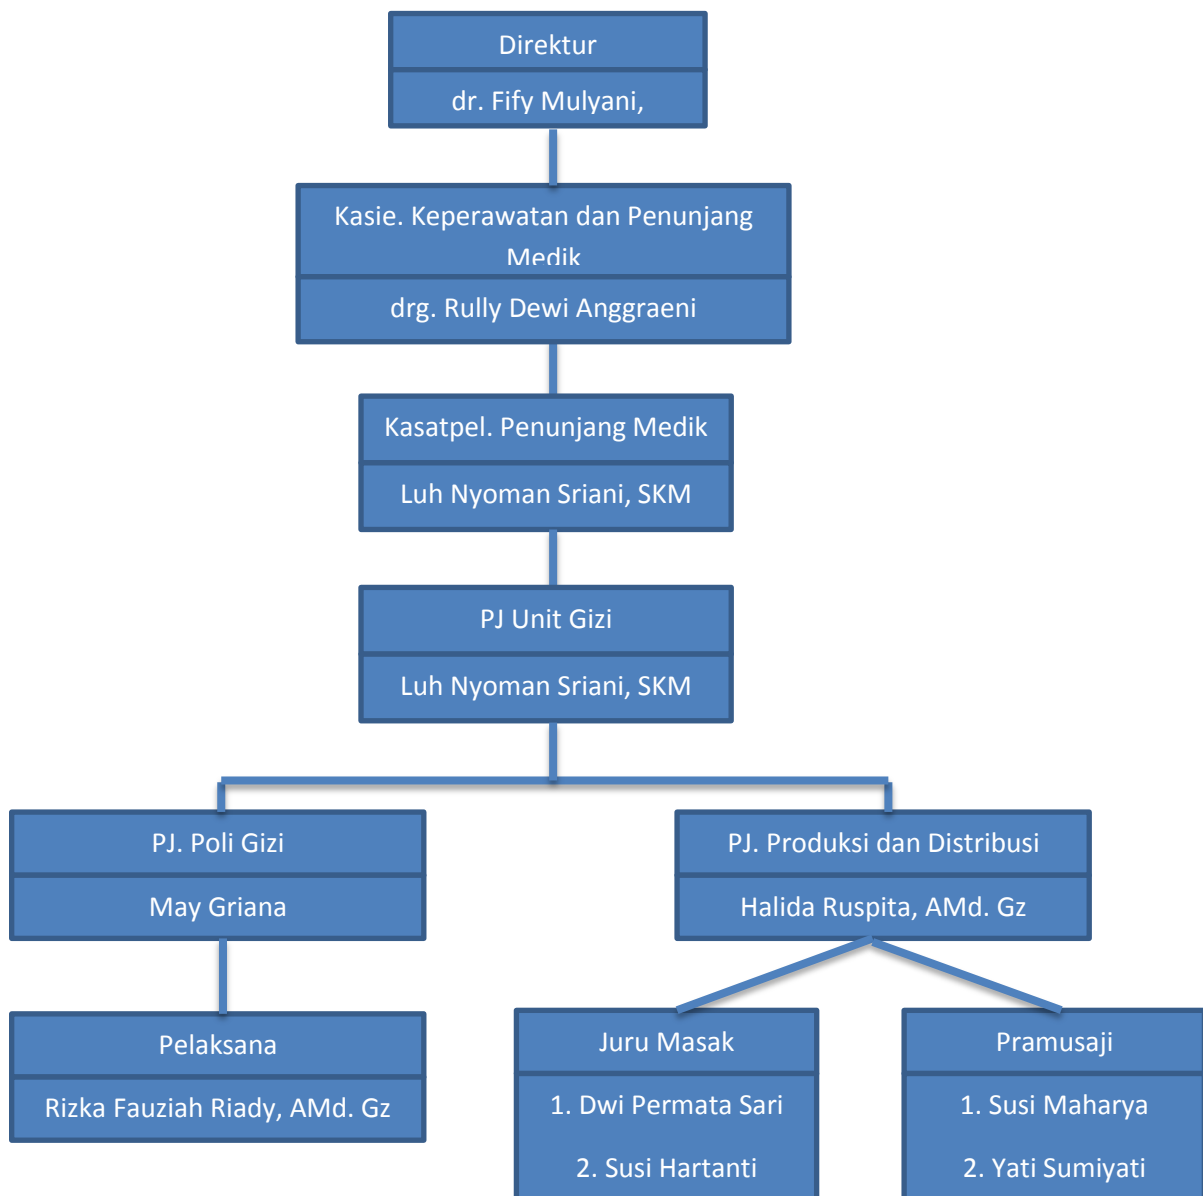 Direktur
dr. Fify Mulyani,
Kasie. Keperawatan dan Penunjang
Medik
drg. Rully Dewi Anggraeni
Kasatpel. Penunjang Medik
Luh Nyoman Sriani, SKM
PJ Unit Gizi
Luh Nyoman Sriani, SKM
PJ. Poli Gizi
May Griana
PJ. Produksi dan Distribusi
Halida Ruspita, AMd. Gz
Pelaksana
Rizka Fauziah Riady, AMd. Gz
Juru Masak
1. Dwi Permata Sari
2. Susi Hartanti
Pramusaji
1. Susi Maharya
2. Yati Sumiyati